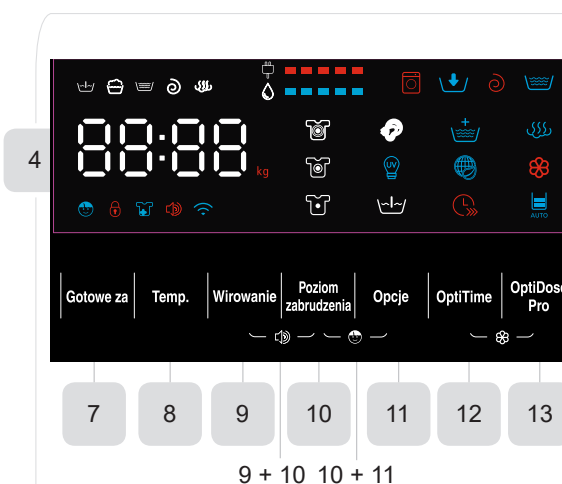 4
88:88
kg
UV
AUTO
Gotowe za
Temp.
Wirowanie
Poziom
zabrudzenia
Opcje
OptiTime
OptiDose
Pro
7
8
9
10
11
12
13
9 + 10
10 + 11